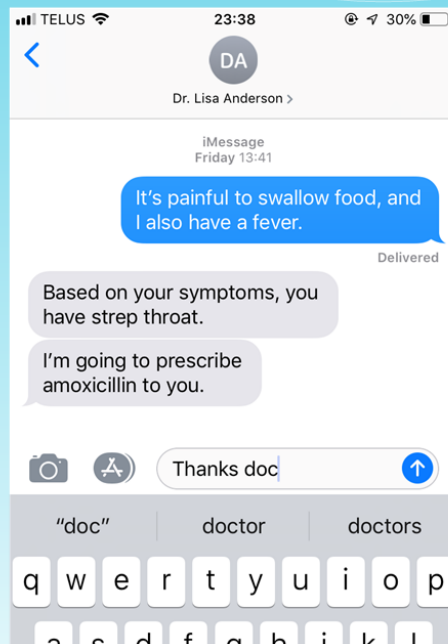 TELUS 23:38 30%
DA
Dr. Lisa Anderson >
iMessage
Friday 13:41
It’s painful to swallow food, and
I also have a fever.
Delivered
Based on your symptoms, you
have strep throat.
I’m going to prescribe
amoxicillin to you.
Thanks doc
“doc” doctor doctors
q w e r t y u i o p
a s d f g h j k l